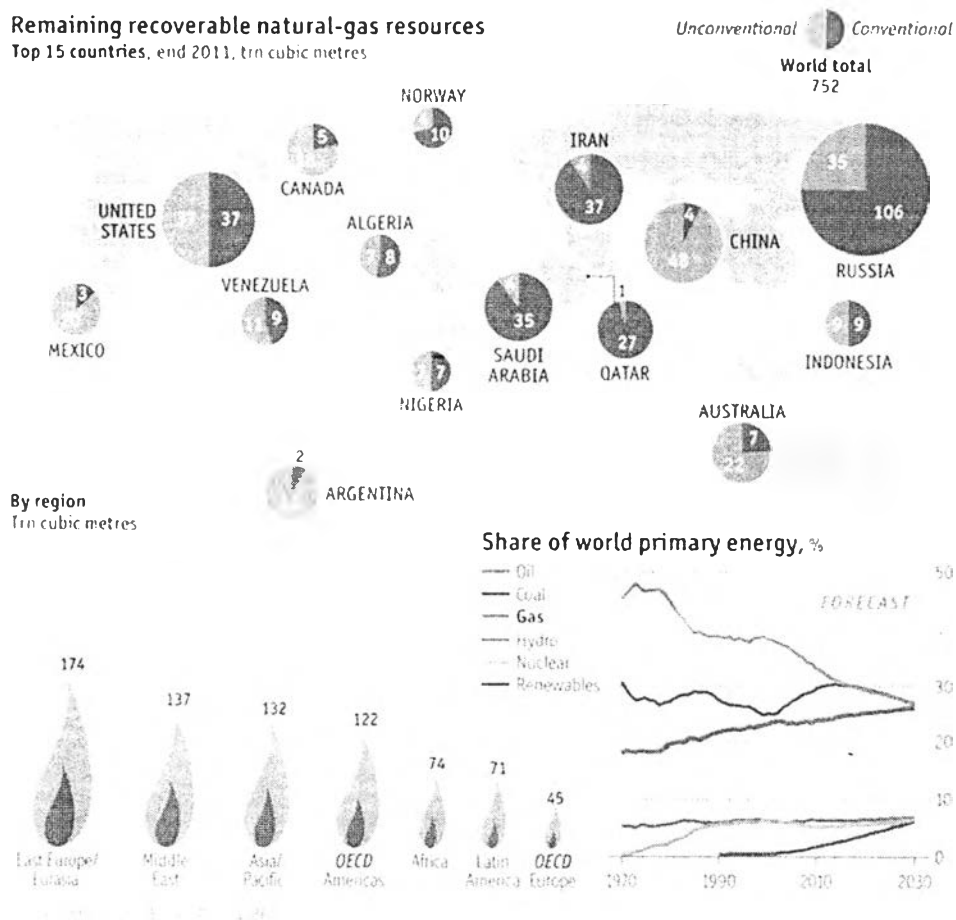 Remaining recoverable natural-gas resources
Top 15 countries, end 2011, trn cubic metres
Unconventional Conventional
World total
752
NORWAY
10
5
CANADA
IRAN
37
35
106
RUSSIA
UNITED
STATES
37
ALGERIA
8
4
CHINA
VENEZUELA
11 9
3
MEXICO
35
SAUDI
ARABIA
1
27
QATAR
9 9
INDONESIA
7
NIGERIA
AUSTRALIA
7
22
2
ARGENTINA
By region
Trn cubic metres
174
137
132
122
74
71
45
East Europe/
Eurasia
Middle
East
Asia/
Pacific
OECD
Americas
Africa
Latin
America
OECD
Europe
Share of world primary energy, %
Oil
Coal
Gas
Hydro
Nuclear
Renewables
FORECAST
50
30
20
10
0
1970
1990
2010
2030